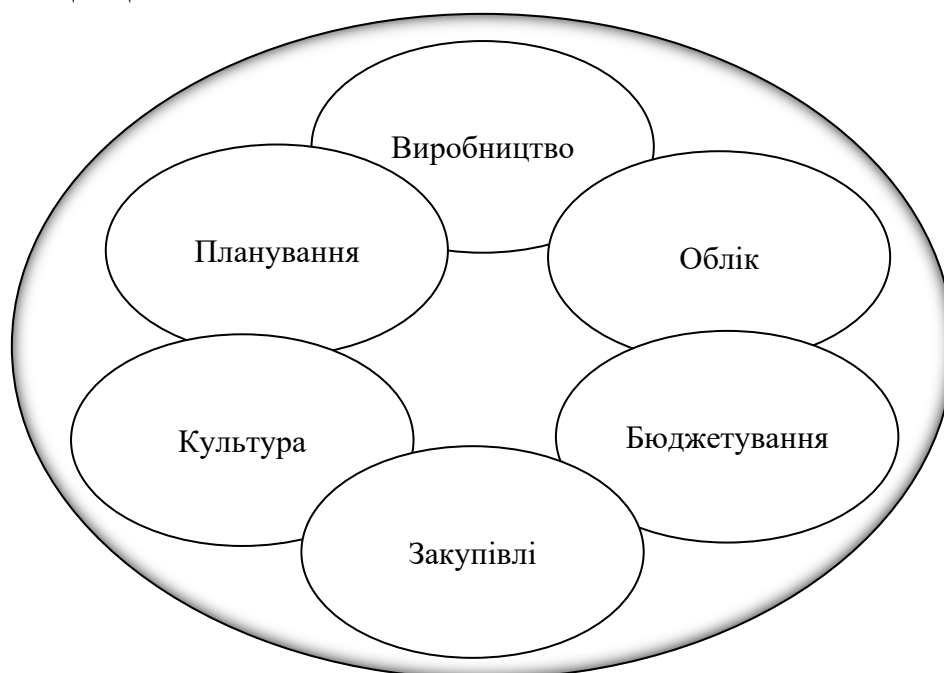 Виробництво
Планування
Облік
Культура
Бюджетування
Закупівлі